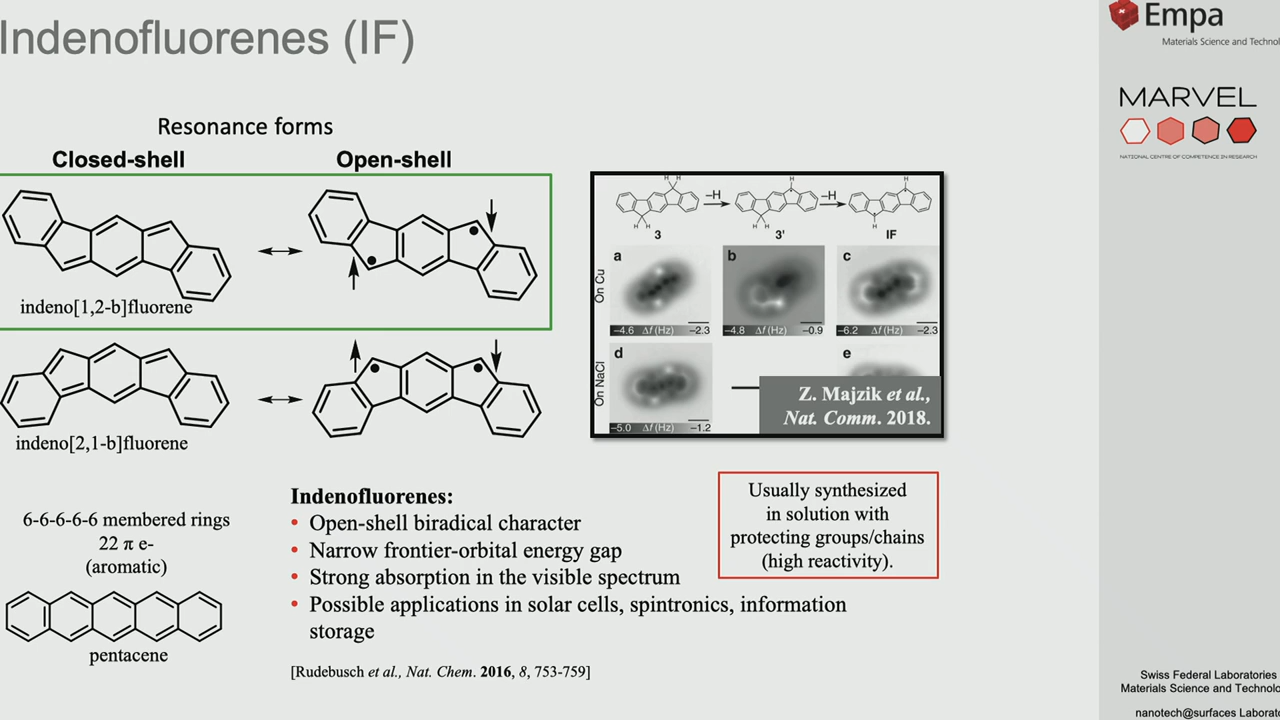 Indenofluorenes (IF)
Empa
Materials Science and Technol
MARVEL
NATIONAL CENTRE OF COMPETENCE IN RESEARCH
Resonance forms
Closed-shell
Open-shell
indeno[1,2-b]fluorene
indeno[2,1-b]fluorene
H H
–H
H
–H
H
H H
3
H H
3'
H
IF
On Cu
a
b
c
–4.6 Δf (Hz) –2.3
–4.8 Δf (Hz) –0.9
–6.2 Δf (Hz) –2.3
On NaCl
d
e
–5.0 Δf (Hz) –1.2
Z. Majzik et al.,
Nat. Comm. 2018.
6-6-6-6-6 membered rings
22 π e-
(aromatic)
pentacene
Indenofluorenes:
• Open-shell biradical character
• Narrow frontier-orbital energy gap
• Strong absorption in the visible spectrum
• Possible applications in solar cells, spintronics, information
storage
[Rudebusch et al., Nat. Chem. 2016, 8, 753-759]
Usually synthesized
in solution with
protecting groups/chains
(high reactivity).
Swiss Federal Laboratories
Materials Science and Technolo
nanotech@surfaces Laborat